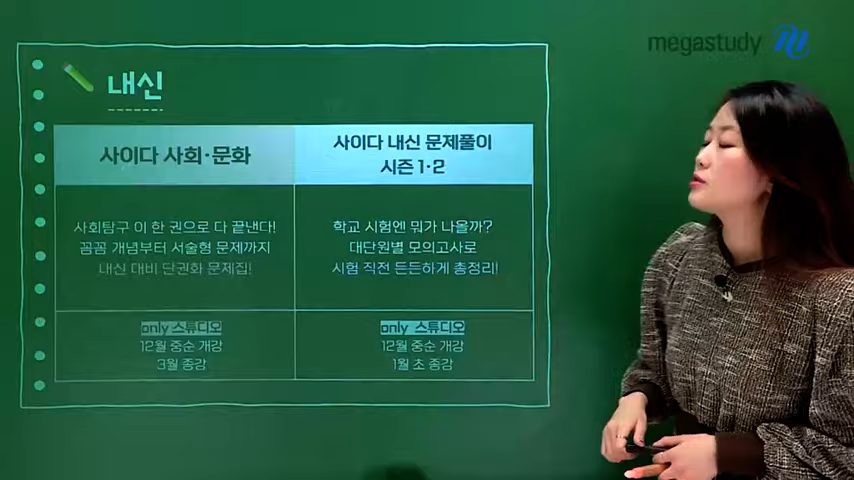 megastudy
내신
사이다 사회·문화
사이다 내신 문제풀이
시즌 1·2
사회탐구 이 한 권으로 다 끝낸다!
꼼꼼 개념부터 서술형 문제까지
내신 대비 단권화 문제집!
학교 시험엔 뭐가 나올까?
대단원별 모의고사로
시험 직전 든든하게 총정리!
only 스튜디오
12월 중순 개강
3월 종강
only 스튜디오
12월 중순 개강
1월 초 종강